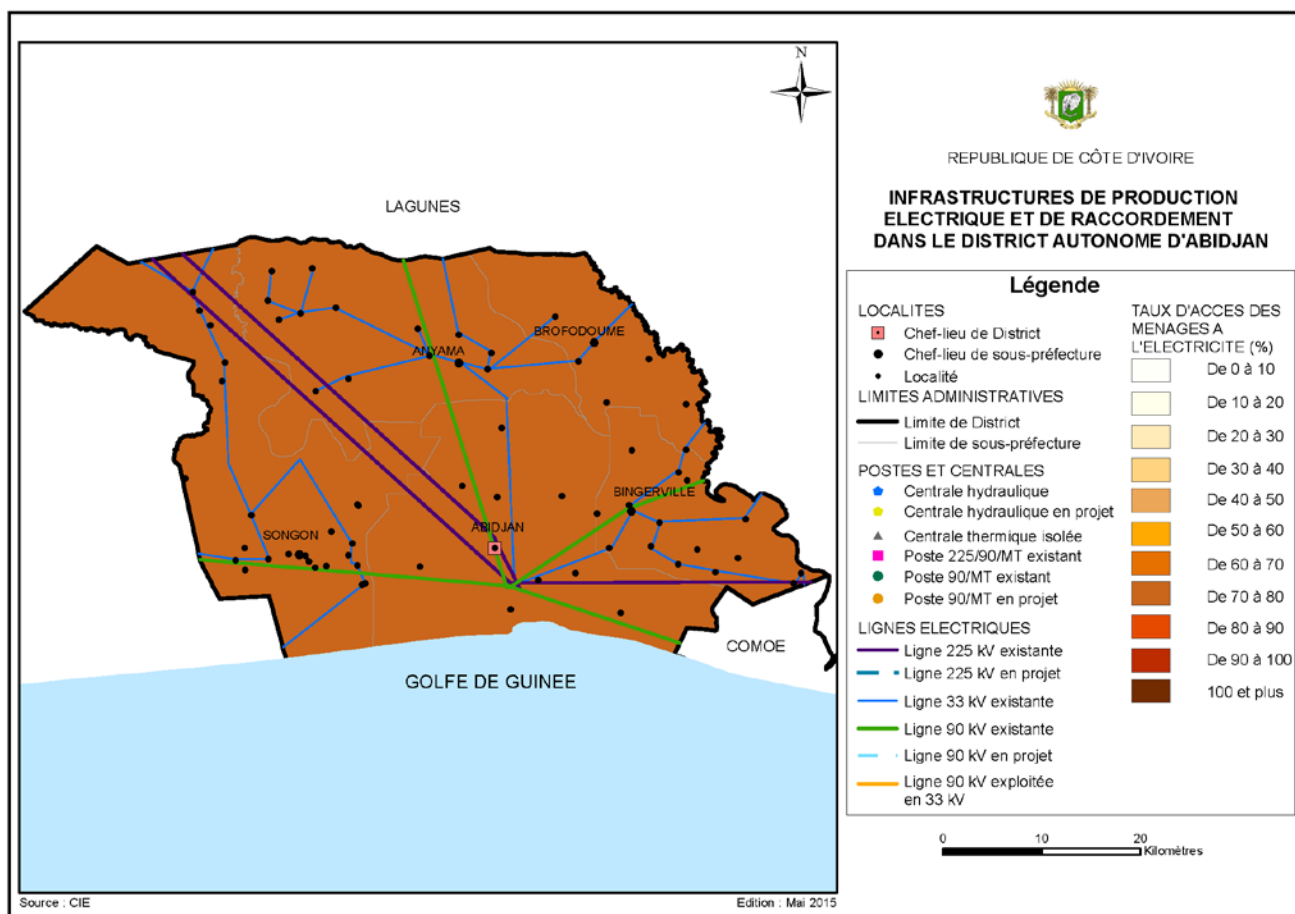 N
LAGUNES
BROFODOUME
ANYAMA
BINGERVILLE
ABIDJAN
SONGON
COMOE
GOLFE DE GUINEE
Source : CIE
Edition : Mai 2015
REPUBLIQUE DE CÔTE D'IVOIRE
INFRASTRUCTURES DE PRODUCTION
ELECTRIQUE ET DE RACCORDEMENT
DANS LE DISTRICT AUTONOME D'ABIDJAN
Légende
LOCALITES
Chef-lieu de District
Chef-lieu de sous-préfecture
Localité
LIMITES ADMINISTRATIVES
Limite de District
Limite de sous-préfecture
POSTES ET CENTRALES
Centrale hydraulique
Centrale hydraulique en projet
Centrale thermique isolée
Poste 225/90/MT existant
Poste 90/MT existant
Poste 90/MT en projet
LIGNES ELECTRIQUES
Ligne 225 kV existante
Ligne 225 kV en projet
Ligne 33 kV existante
Ligne 90 kV existante
Ligne 90 kV en projet
Ligne 90 kV exploitée
en 33 kV
TAUX D'ACCES DES
MENAGES A
L'ELECTRICITE (%)
De 0 à 10
De 10 à 20
De 20 à 30
De 30 à 40
De 40 à 50
De 50 à 60
De 60 à 70
De 70 à 80
De 80 à 90
De 90 à 100
100 et plus
0 10 20
Kilomètres